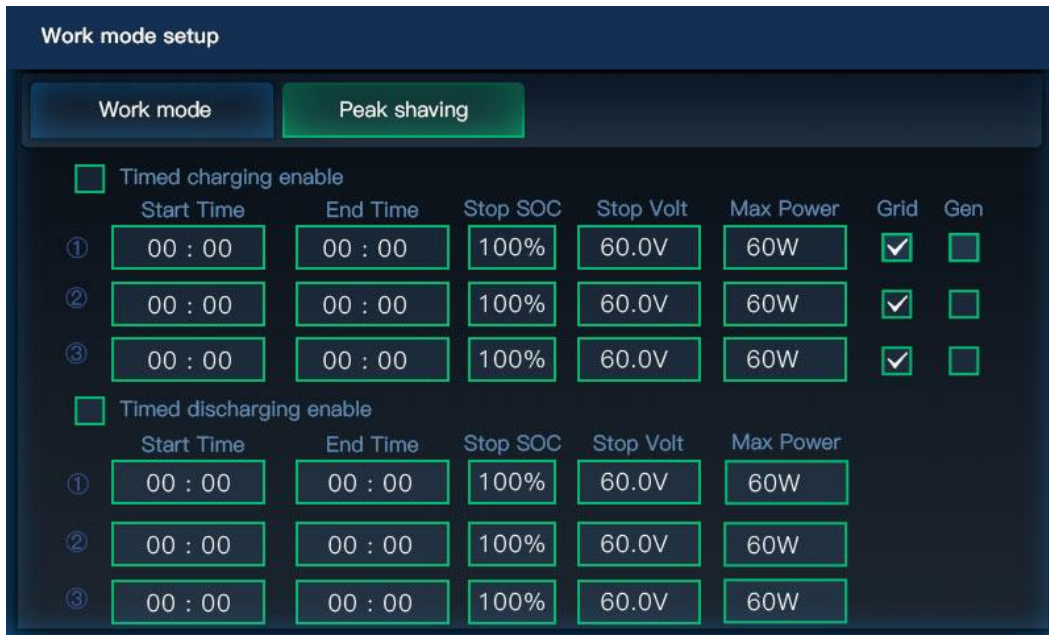 Work mode setup
Work mode Peak shaving
Timed charging enable
Start Time End Time Stop SOC Stop Volt Max Power Grid Gen
① 00 : 00 00 : 00 100% 60.0V 60W
② 00 : 00 00 : 00 100% 60.0V 60W
③ 00 : 00 00 : 00 100% 60.0V 60W
Timed discharging enable
Start Time End Time Stop SOC Stop Volt Max Power
① 00 : 00 00 : 00 100% 60.0V 60W
② 00 : 00 00 : 00 100% 60.0V 60W
③ 00 : 00 00 : 00 100% 60.0V 60W